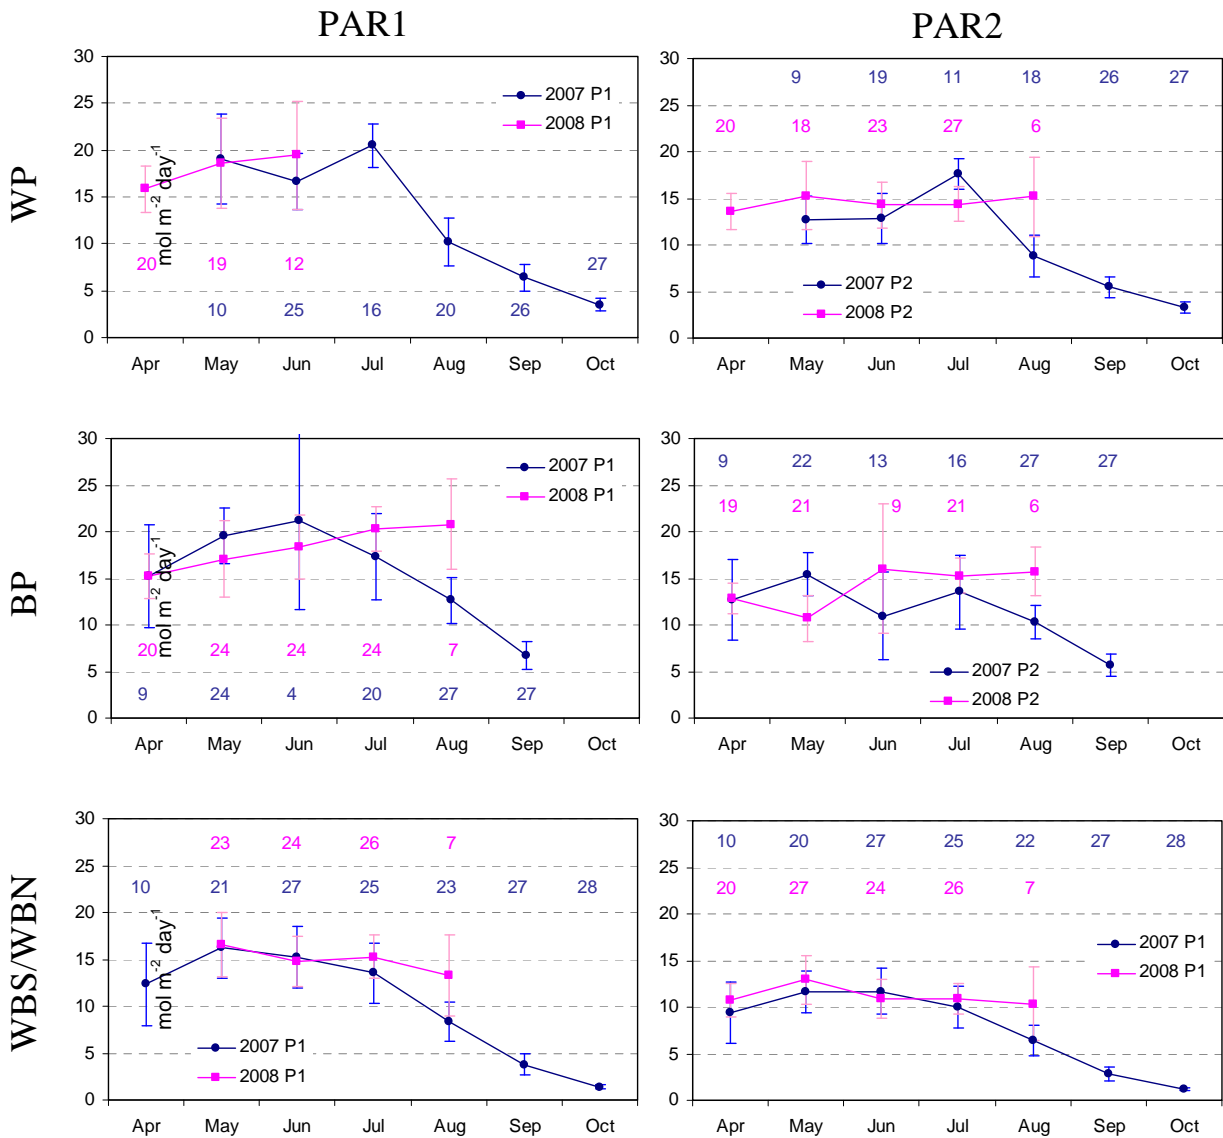 PAR1
PAR2
WP
30
25
20
15
10
5
0
mol m-2 day-1
2007 P1
2008 P1
20 19 12 27
10 25 16 20 26
Apr May Jun Jul Aug Sep Oct
30
25
20
15
10
5
0
9 19 11 18 26 27
20 18 23 27 6
2007 P2
2008 P2
Apr May Jun Jul Aug Sep Oct
BP
30
25
20
15
10
5
0
mol m-2 day-1
2007 P1
2008 P1
20 24 24 24 7
9 24 4 20 27 27
Apr May Jun Jul Aug Sep Oct
30
25
20
15
10
5
0
9 22 13 16 27 27
19 21 9 21 6
2007 P2
2008 P2
Apr May Jun Jul Aug Sep Oct
WBS/WBN
30
25
20
15
10
5
0
mol m-2 day-1
23 24 26 7
10 21 27 25 23 27 28
2007 P1
2008 P1
Apr May Jun Jul Aug Sep Oct
30
25
20
15
10
5
0
10 20 27 25 22 27 28
20 27 24 26 7
2007 P1
2008 P1
Apr May Jun Jul Aug Sep Oct